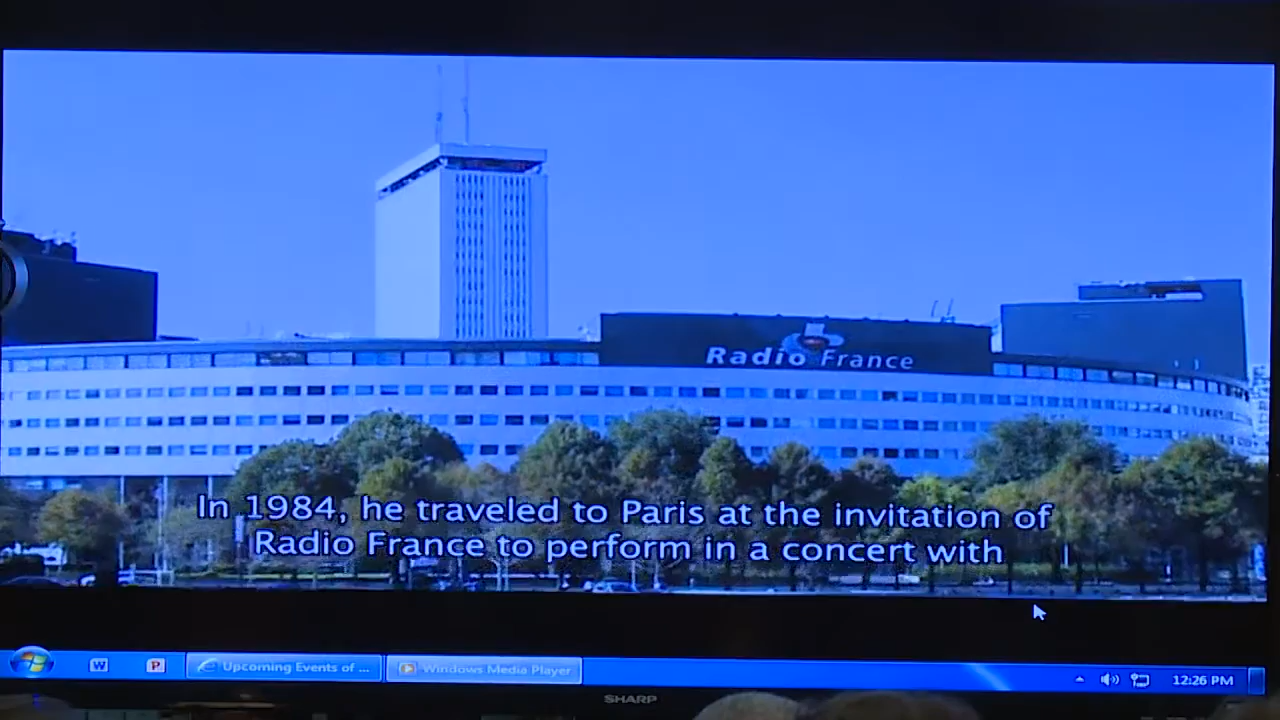 Radio France
In 1984, he traveled to Paris at the invitation of
Radio France to perform in a concert with
W
P
Upcoming Events of ...
Windows Media Player
12:26 PM
SHARP